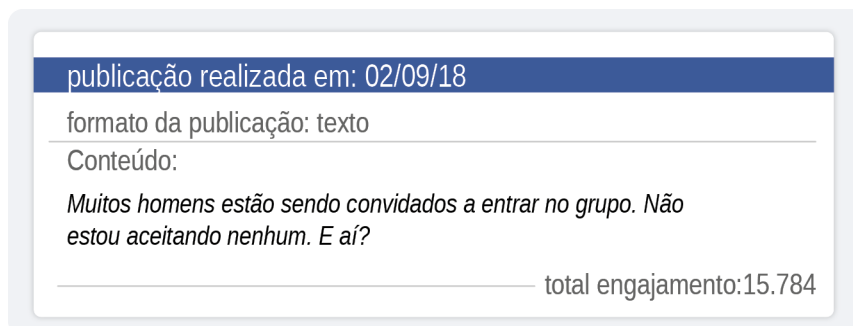 publicação realizada em: 02/09/18
formato da publicação: texto
Conteúdo:
Muitos homens estão sendo convidados a entrar no grupo. Não
estou aceitando nenhum. E aí?
total engajamento:15.784